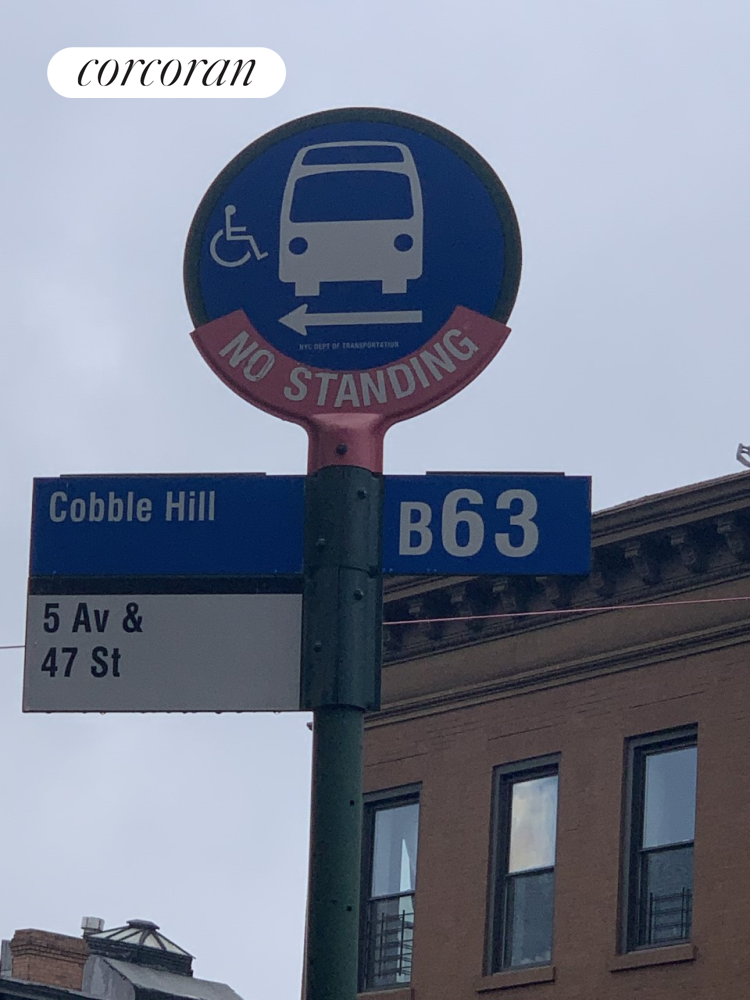 corcoran
NYC DEPT OF TRANSPORTATION
NO STANDING
Cobble Hill
B63
5 Av &
47 St